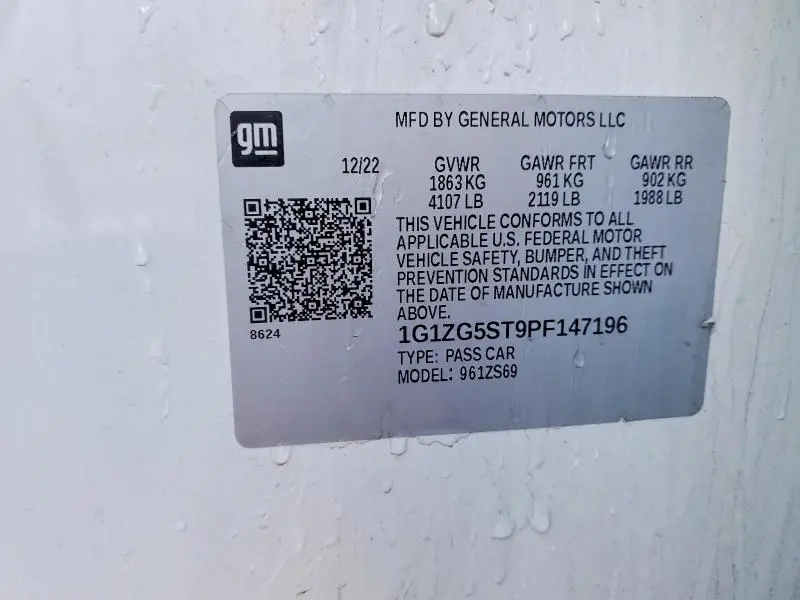 gm
MFD BY GENERAL MOTORS LLC
12/22 GVWR GAWR FRT GAWR RR
1863 KG 961 KG 902 KG
4107 LB 2119 LB 1988 LB
THIS VEHICLE CONFORMS TO ALL
APPLICABLE U.S. FEDERAL MOTOR
VEHICLE SAFETY, BUMPER, AND THEFT
PREVENTION STANDARDS IN EFFECT ON
THE DATE OF MANUFACTURE SHOWN
ABOVE.
8624
1G1ZG5ST9PF147196
TYPE: PASS CAR
MODEL: 961ZS69